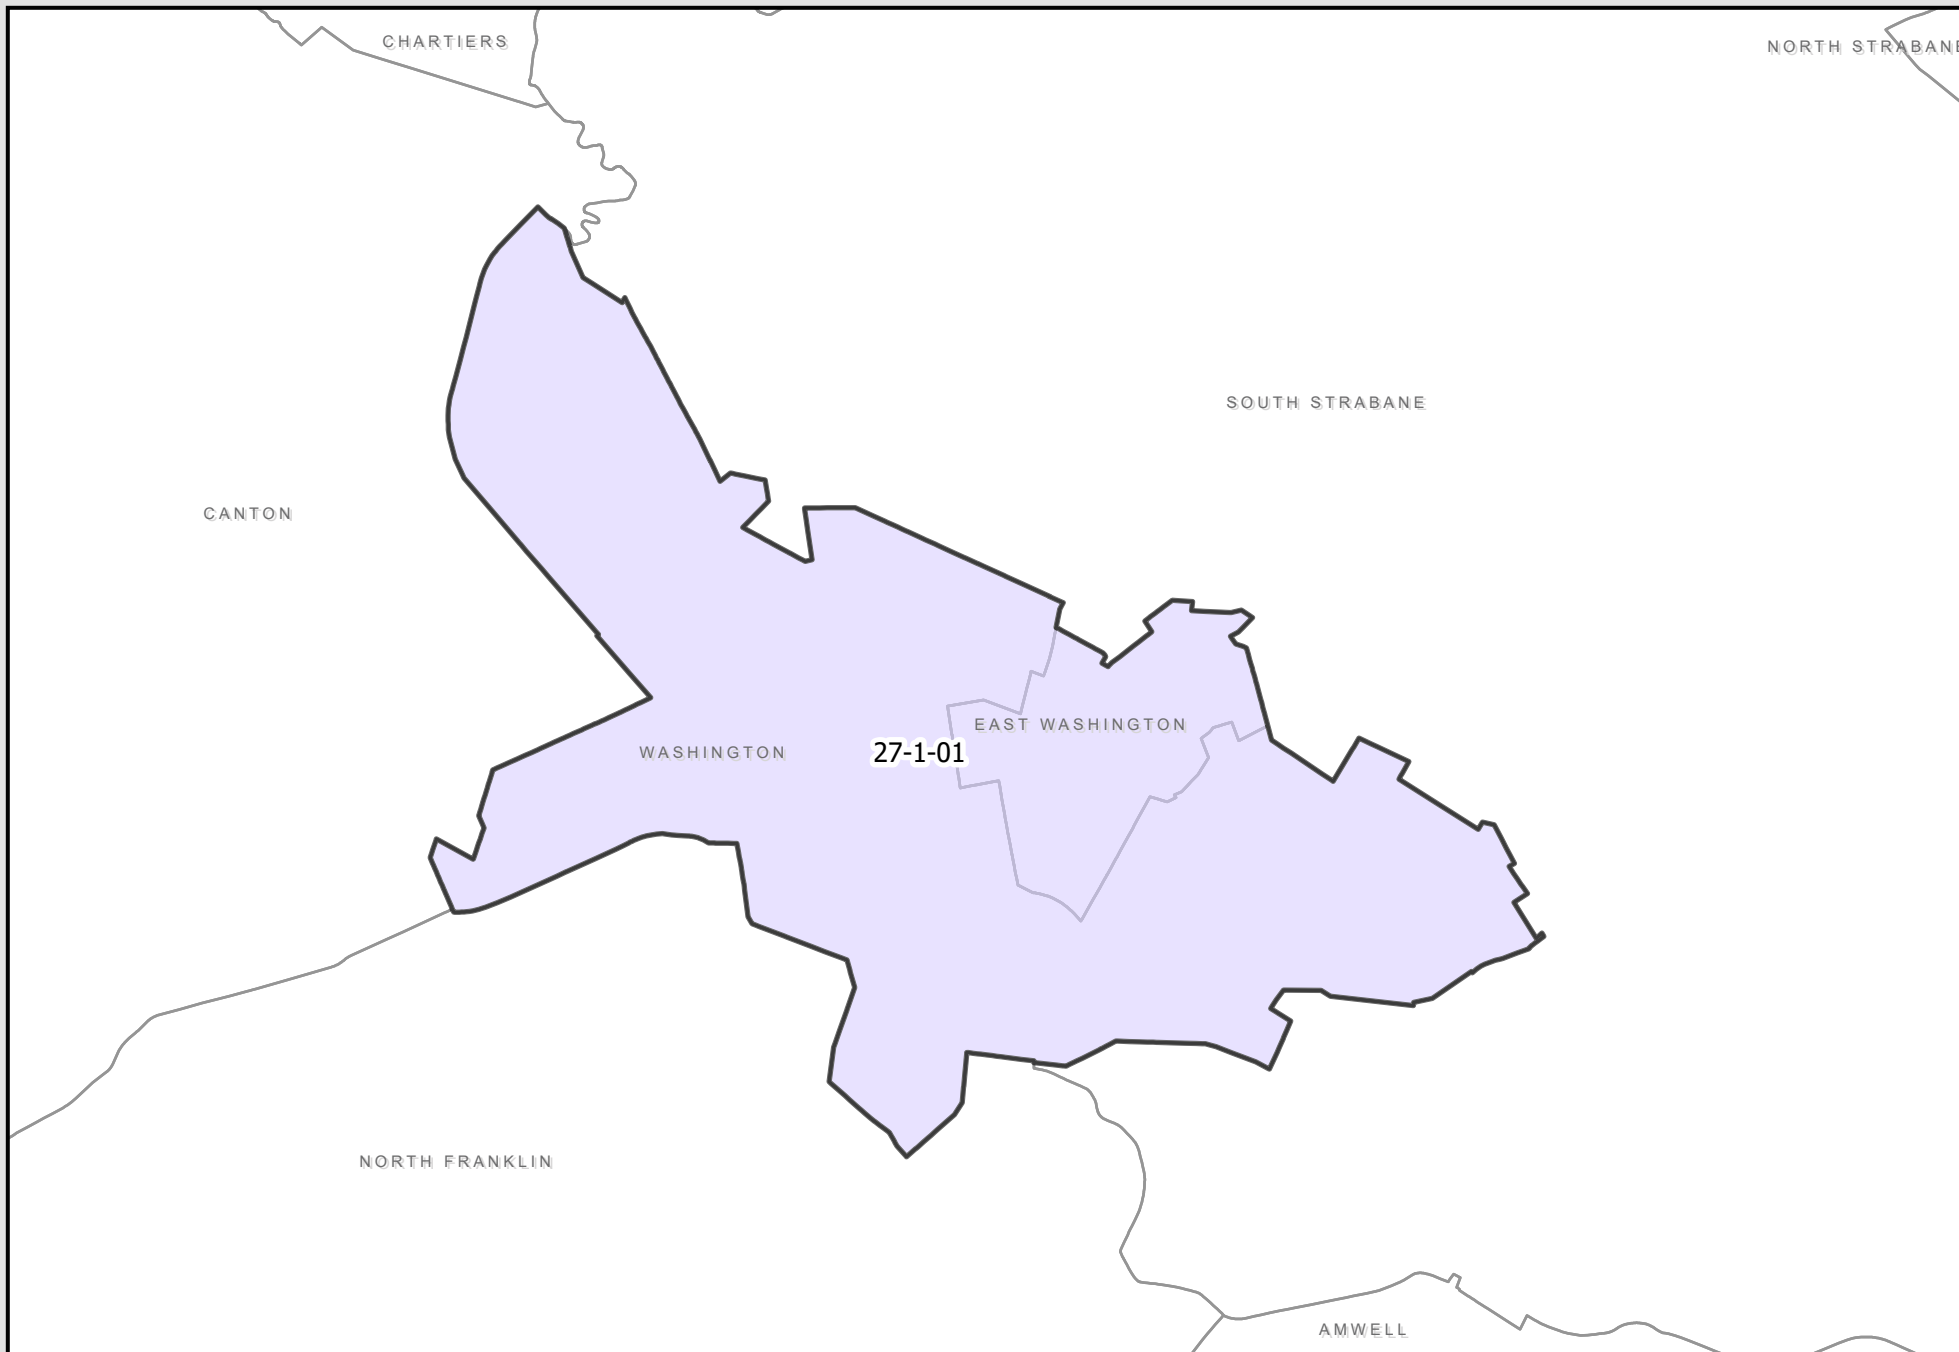 CHARTIERS
NORTH STRABANE
SOUTH STRABANE
CANTON
EAST WASHINGTON
WASHINGTON
27-1-01
NORTH FRANKLIN
AMWELL